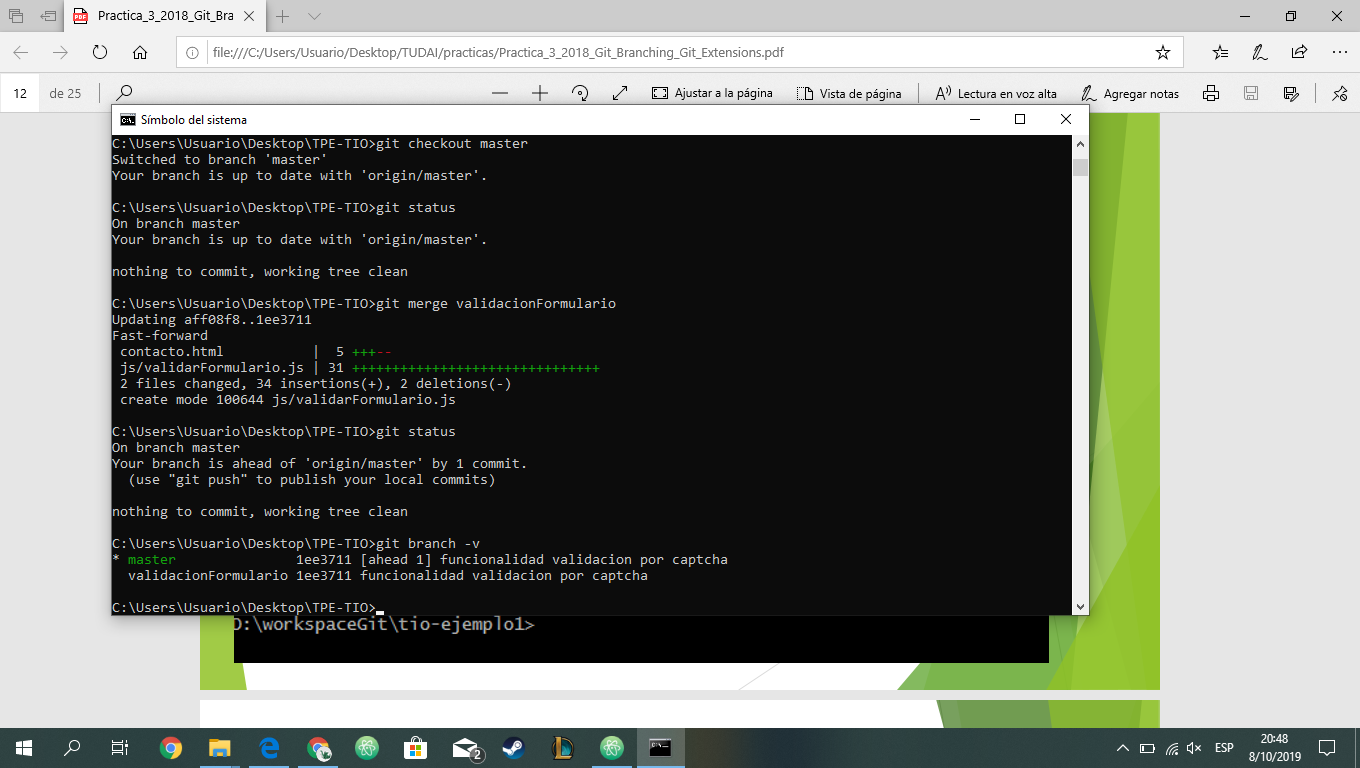 Practica_3_2018_Git_Bra
file:///C:/Users/Usuario/Desktop/TUDAI/practicas/Practica_3_2018_Git_Branching_Git_Extensions.pdf
12 de 25
Ajustar a la página
Vista de página
Lectura en voz alta
Agregar notas
Símbolo del sistema
C:\Users\Usuario\Desktop\TPE-TIO>git checkout master
Switched to branch 'master'
Your branch is up to date with 'origin/master'.
C:\Users\Usuario\Desktop\TPE-TIO>git status
On branch master
Your branch is up to date with 'origin/master'.
nothing to commit, working tree clean
C:\Users\Usuario\Desktop\TPE-TIO>git merge validacionFormulario
Updating aff08f8..1ee3711
Fast-forward
contacto.html | 5 +++--
js/validarFormulario.js | 31 +++++++++++++++++++++++++++++++
2 files changed, 34 insertions(+), 2 deletions(-)
create mode 100644 js/validarFormulario.js
C:\Users\Usuario\Desktop\TPE-TIO>git status
On branch master
Your branch is ahead of 'origin/master' by 1 commit.
(use "git push" to publish your local commits)
nothing to commit, working tree clean
C:\Users\Usuario\Desktop\TPE-TIO>git branch -v
* master 1ee3711 [ahead 1] funcionalidad validacion por captcha
validacionFormulario 1ee3711 funcionalidad validacion por captcha
C:\Users\Usuario\Desktop\TPE-TIO>
D:\workspaceGit\tio-ejemplo1>
2
ESP
20:48
8/10/2019